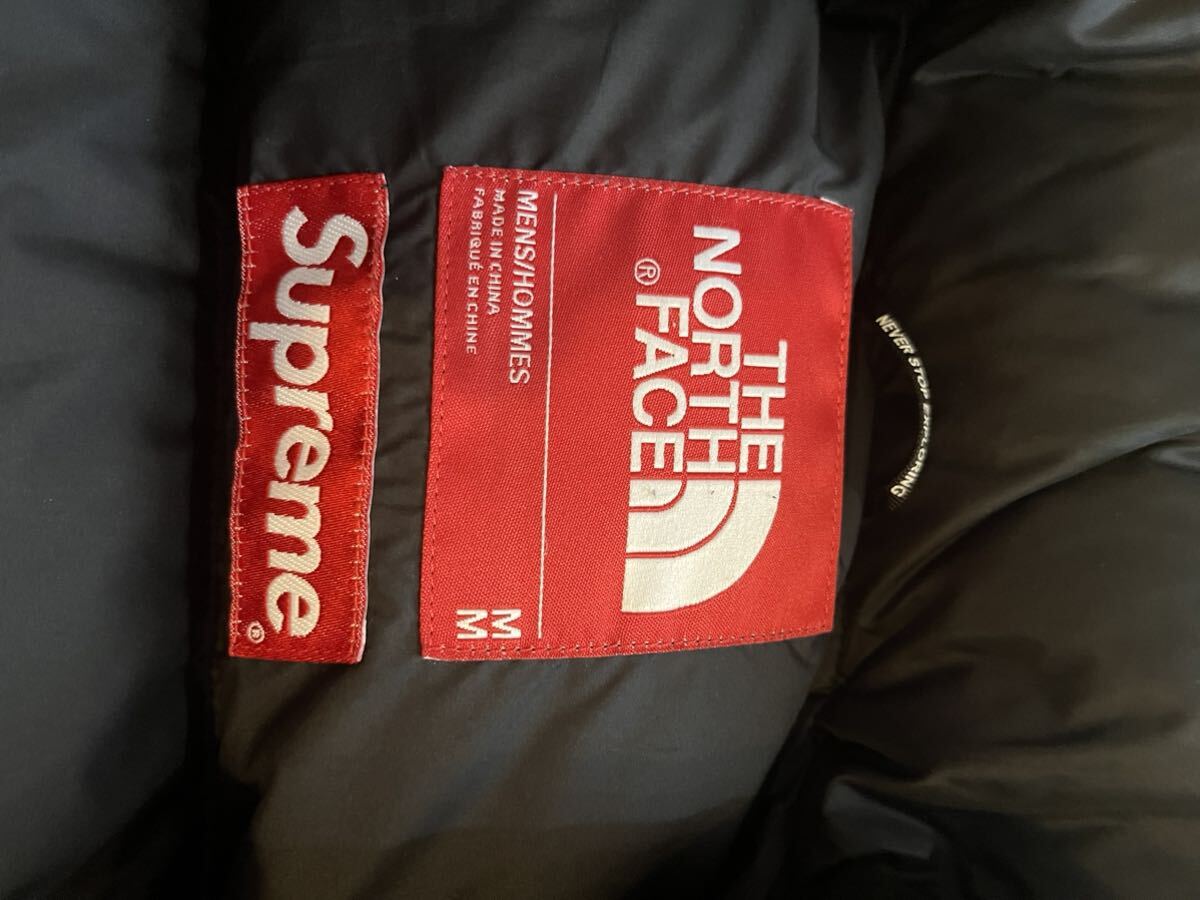 NEVER STOP EXPLORING
THE
NORTH
FACE
®
MENS/HOMMES
MADE IN CHINA
FABRIQUÉ EN CHINE
M
M
Supreme
®